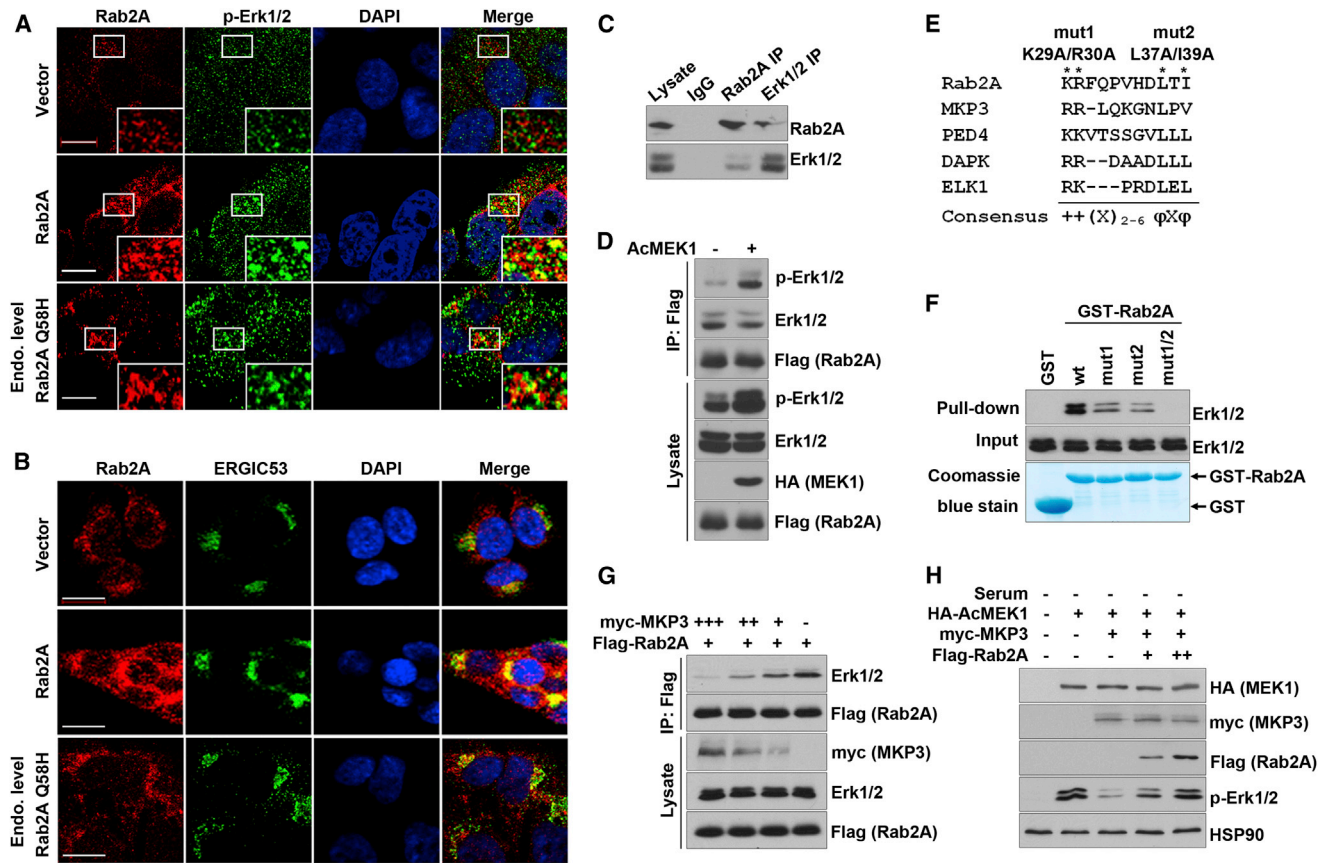 A
Rab2A p-Erk1/2 DAPI Merge
Vector
Rab2A
Endo. level
Rab2A Q58H
B
Rab2A ERGIC53 DAPI Merge
Vector
Rab2A
Endo. level
Rab2A Q58H
C
Lysate IgG Rab2A IP Erk1/2 IP
Rab2A
Erk1/2
D
AcMEK1 - +
IP: Flag
p-Erk1/2
Erk1/2
Flag (Rab2A)
Lysate
p-Erk1/2
Erk1/2
HA (MEK1)
Flag (Rab2A)
E
mut1 mut2
K29A/R30A L37A/I39A
** * *
Rab2A KRFQPVHDLTI
MKP3 RR-LQKGNLPV
PED4 KKVTSSGVLLL
DAPK RR--DAADLLL
ELK1 RK---PRDLEL
Consensus ++(X)2-6 φXφ
F
GST-Rab2A
GST wt mut1 mut2 mut1/2
Pull-down Erk1/2
Input Erk1/2
Coomassie GST-Rab2A
blue stain GST
G
myc-MKP3 +++ ++ + -
Flag-Rab2A + + + +
IP: Flag
Erk1/2
Flag (Rab2A)
Lysate
myc (MKP3)
Erk1/2
Flag (Rab2A)
H
Serum - - - - -
HA-AcMEK1 - + + + +
myc-MKP3 - - + + +
Flag-Rab2A - - - + ++
HA (MEK1)
myc (MKP3)
Flag (Rab2A)
p-Erk1/2
HSP90